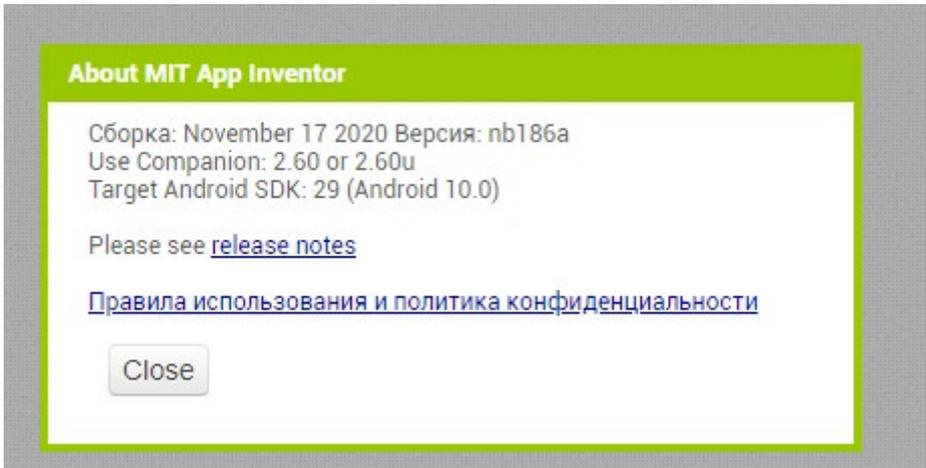 About MIT App Inventor
Сборка: November 17 2020 Версия: nb186a
Use Companion: 2.60 or 2.60u
Target Android SDK: 29 (Android 10.0)
Please see release notes
Правила использования и политика конфиденциальности
Close